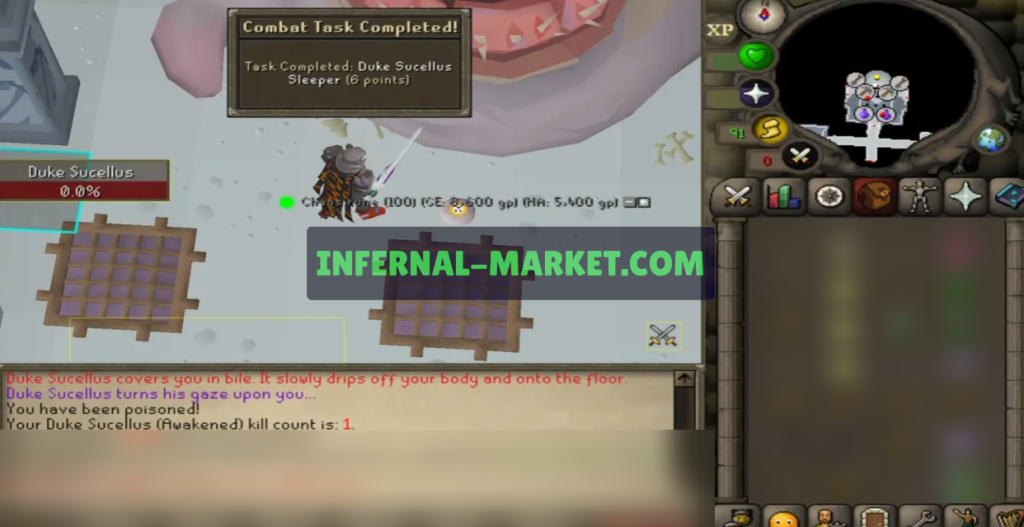 Combat Task Completed!
Task Completed: Duke Sucellus
Sleeper (6 points)
XP
Duke Sucellus
0.0%
91
0
Chaos rune (100) (GE: 8,600 gp) (HA: 5,400 gp)
INFERNAL-MARKET.COM
Duke Sucellus covers you in bile. It slowly drips off your body and onto the floor.
Duke Sucellus turns his gaze upon you...
You have been poisoned!
Your Duke Sucellus (Awakened) kill count is: 1.